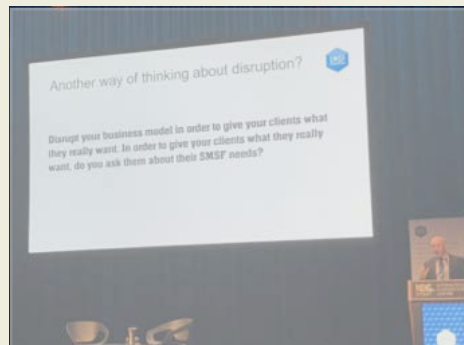 Another way of thinking about disruption?
Disrupt your business model in order to give your clients what
they really want. In order to give your clients what they really
want, do you ask them about their SMSF needs?